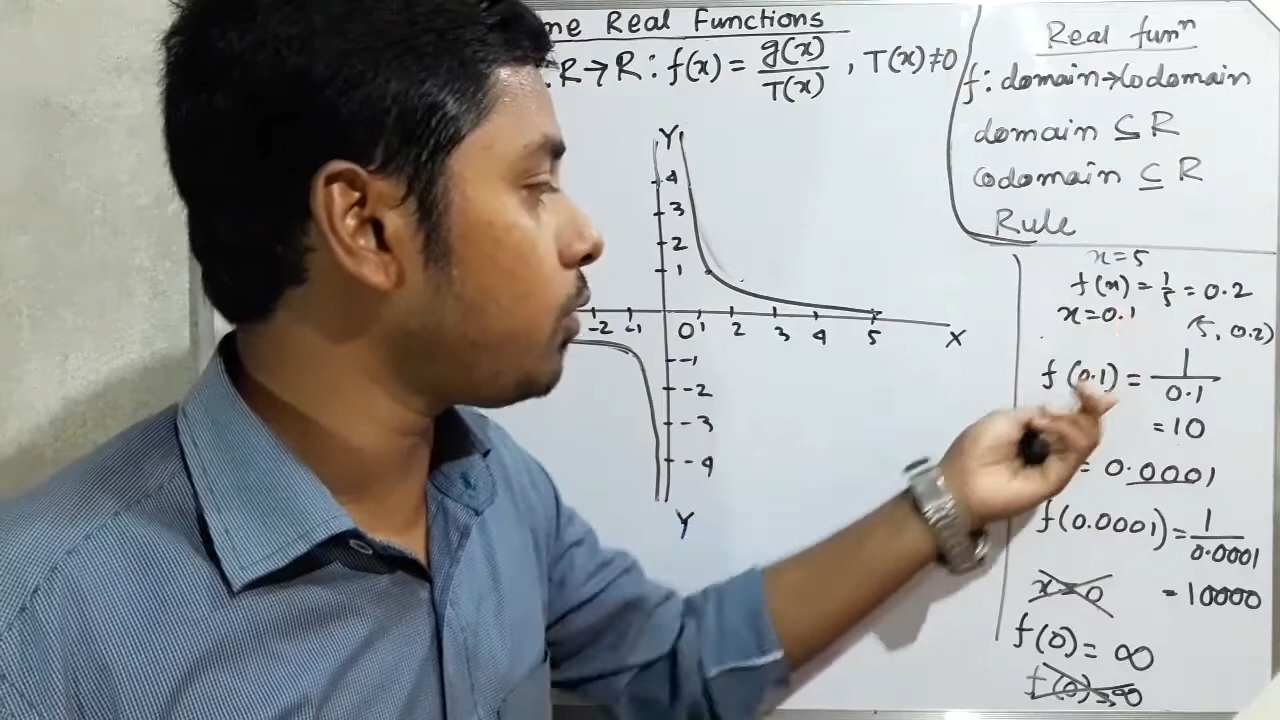 me Real Functions
: R→R : f(x) = g(x)/T(x) , T(x)≠0
Real funⁿ
f: domain→Codomain
domain ⊆ R
Codomain ⊆ R
Rule
Y
4
3
2
1
-2 -1 0 1 2 3 4 5 X
-1
-2
-3
-4
Y
x=5
f(x) = 1/5 = 0.2
x=0.1
(5, 0.2)
f(0.1) = 1/0.1
= 10
= 0.0001
f(0.0001) = 1/0.0001
x=0 = 10000
f(0) = ∞